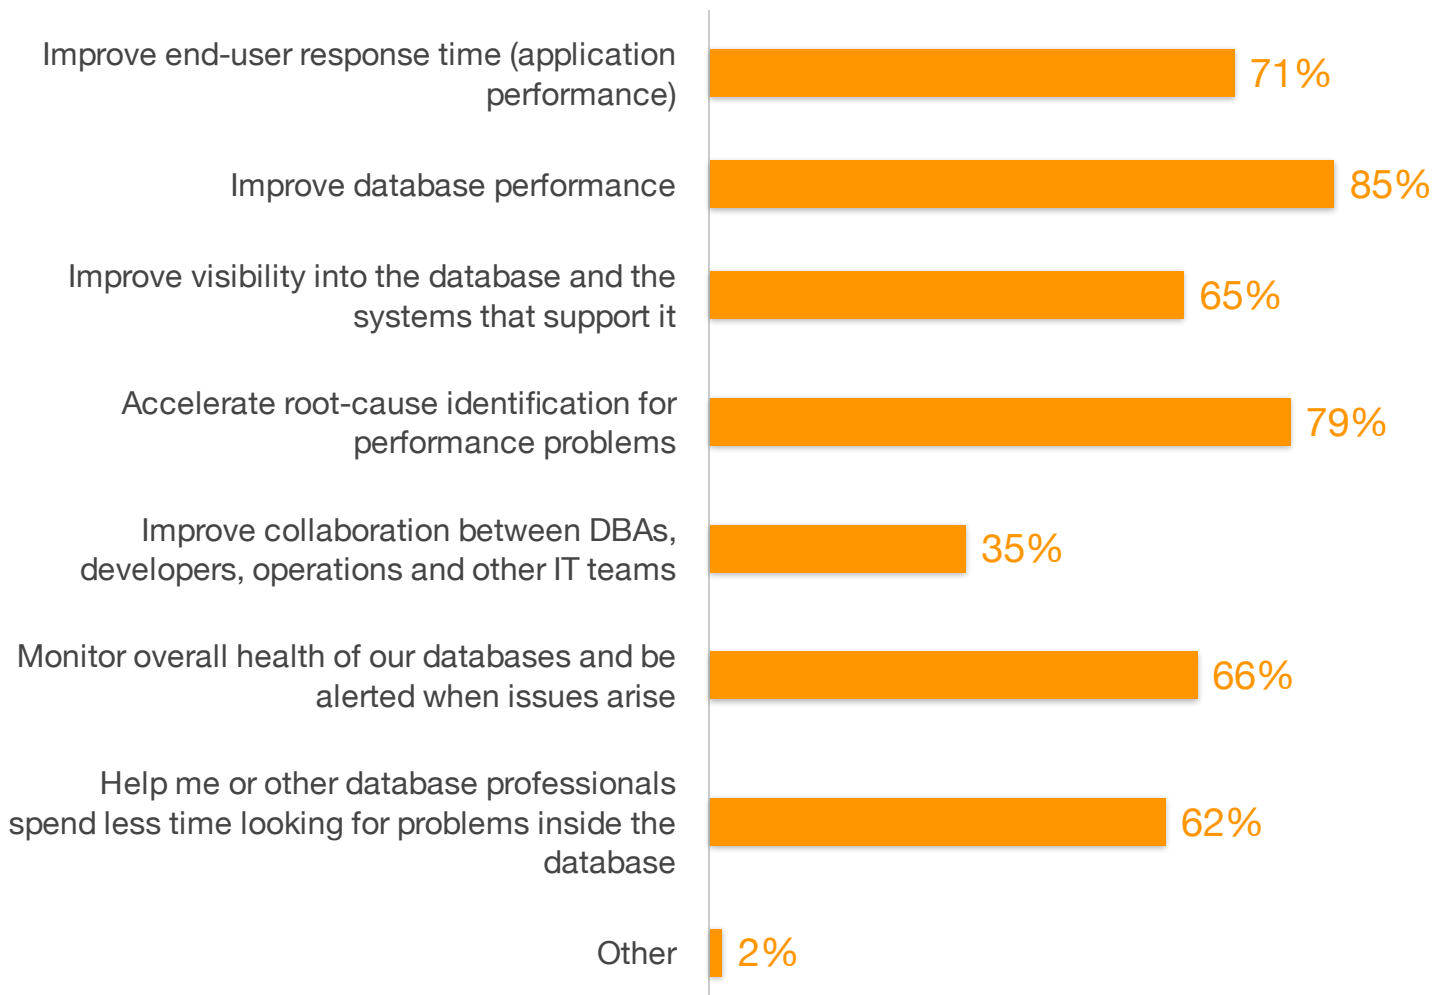 Improve end-user response time (application
performance)
71%
Improve database performance
85%
Improve visibility into the database and the
systems that support it
65%
Accelerate root-cause identification for
performance problems
79%
Improve collaboration between DBAs,
developers, operations and other IT teams
35%
Monitor overall health of our databases and be
alerted when issues arise
66%
Help me or other database professionals
spend less time looking for problems inside the
database
62%
Other
2%